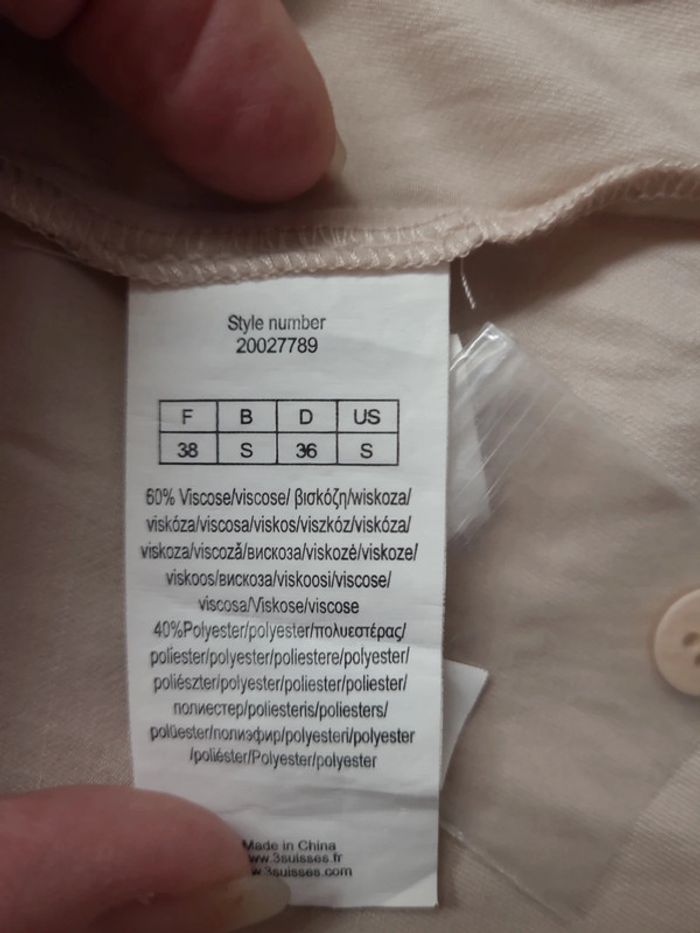 Style number
20027789
F B D US
38 S 36 S
60% Viscose/viscose/ βισκόζη/wiskoza/
viskóza/viscosa/viskos/viszkóz/viskóza/
viskoza/viscoză/вискоза/viskozė/viskoze/
viskoos/вискоза/viskoosi/viscose/
viscosa/Viskose/viscose
40%Polyester/polyester/πολυεστέρας/
poliester/polyester/poliestere/polyester/
poliészter/polyester/poliester/poliester/
полиестер/poliesteris/poliesters/
polüester/полиэфир/polyesteri/polyester
/poliéster/Polyester/polyester
Made in China
ww.3suisses.fr
w.3suisses.com